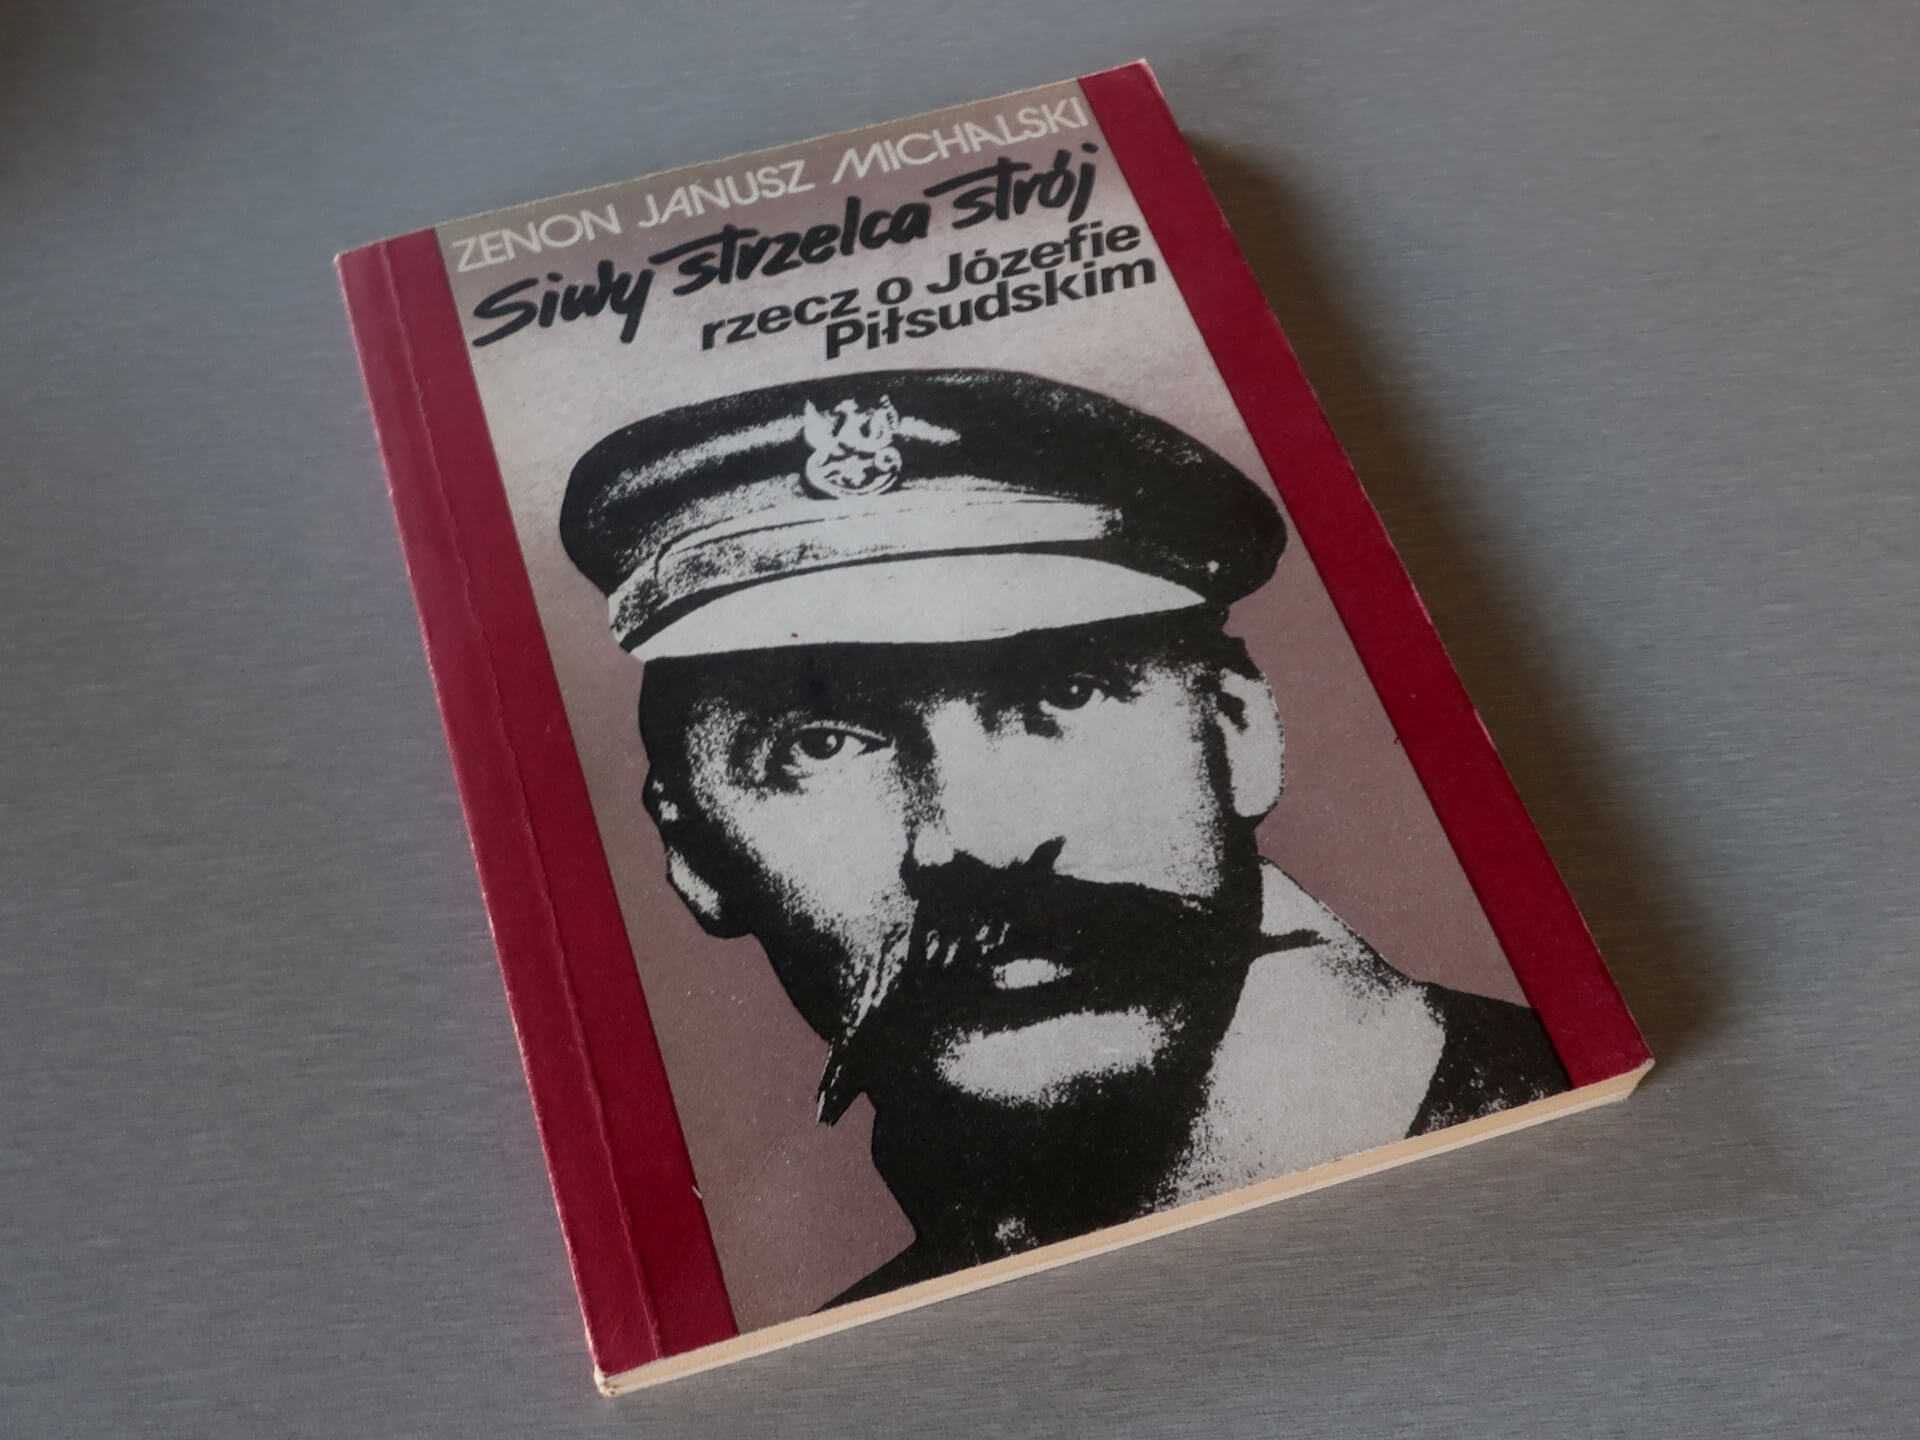 ZENON JANUSZ MICHALSKI
Siwy strzelca strój
rzecz o Józefie
Piłsudskim